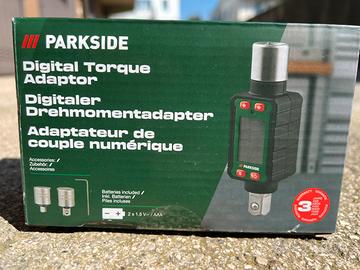 /// PARKSIDE
Digital Torque
Adaptor
Digitaler
Drehmomentadapter
Adaptateur de
couple numérique
Accessories: /
Zubehör: /
Accessoires
Batteries included /
Inkl. Batterien /
Piles incluses
2 x 1,5 V AAA
PARKSIDE
3